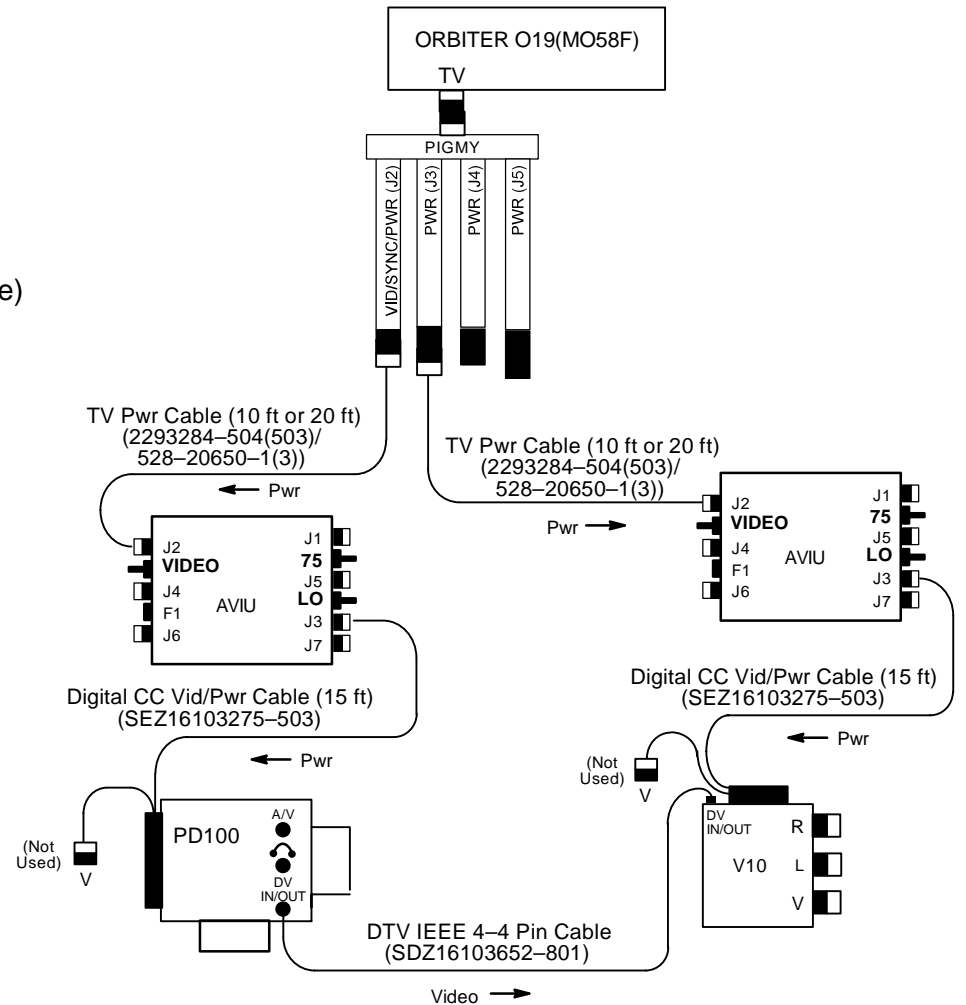 ORBITER O19(MO58F)
TV
PIGMY
VID/SYNC/PWR (J2)
PWR (J3)
PWR (J4)
PWR (J5)
e)
TV Pwr Cable (10 ft or 20 ft)
(2293284–504(503)/
528–20650–1(3))
Pwr
TV Pwr Cable (10 ft or 20 ft)
(2293284–504(503)/
528–20650–1(3))
Pwr
J2
VIDEO
J4
F1
J6
AVIU
J1
75
J5
LO
J3
J7
J2
VIDEO
J4
F1
J6
AVIU
J1
75
J5
LO
J3
J7
Digital CC Vid/Pwr Cable (15 ft)
(SEZ16103275–503)
Pwr
Digital CC Vid/Pwr Cable (15 ft)
(SEZ16103275–503)
Pwr
(Not
Used)
V
PD100
A/V
DV
IN/OUT
(Not
Used)
V
DV
IN/OUT
V10
R
L
V
DTV IEEE 4–4 Pin Cable
(SDZ16103652–801)
Video